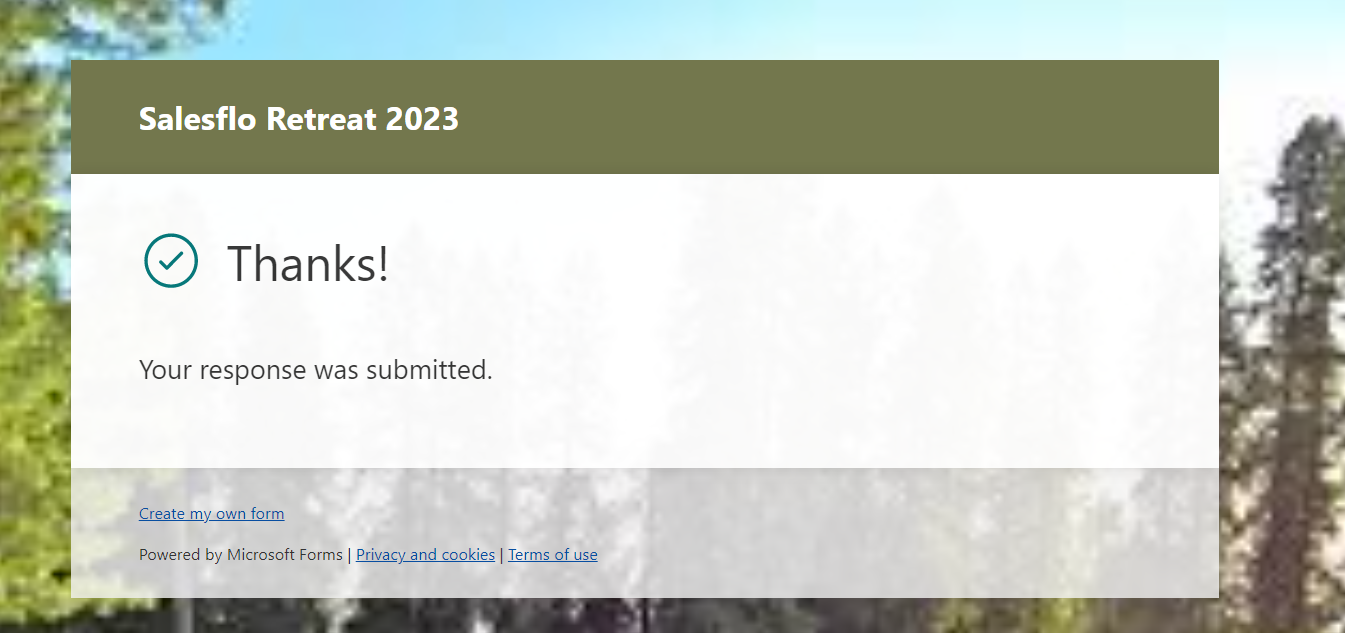 Salesflo Retreat 2023
Thanks!
Your response was submitted.
Create my own form
Powered by Microsoft Forms | Privacy and cookies | Terms of use